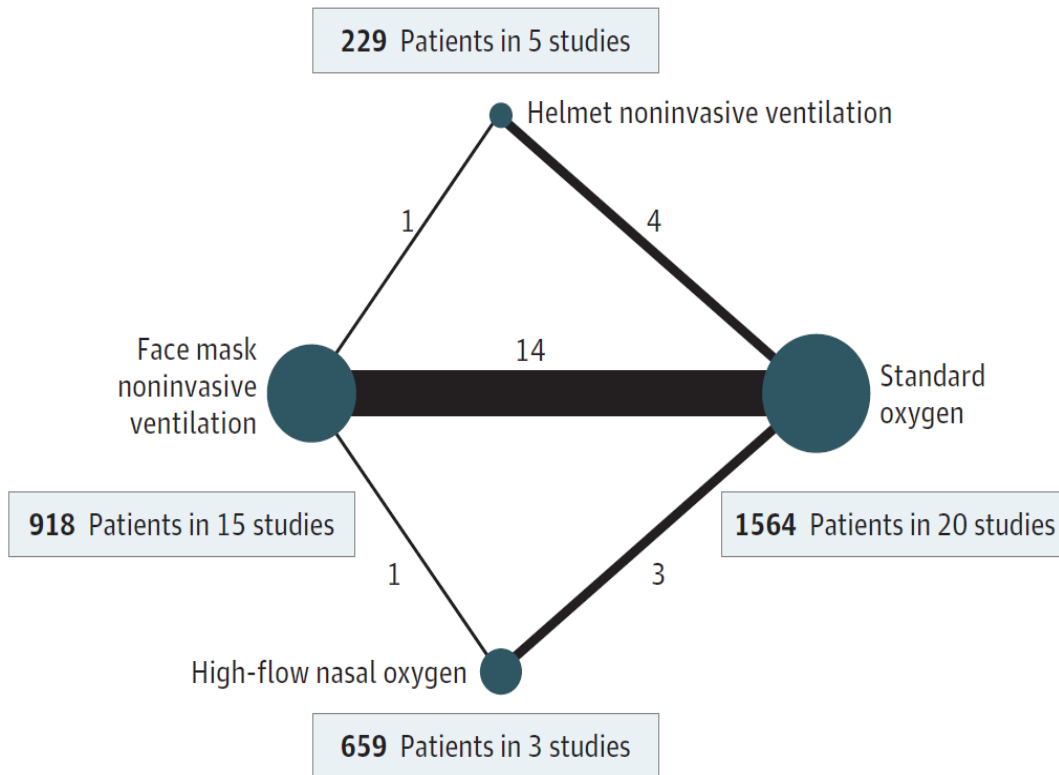 229 Patients in 5 studies
Helmet noninvasive ventilation
1
4
14
Face mask
noninvasive
ventilation
Standard
oxygen
918 Patients in 15 studies
1564 Patients in 20 studies
1
3
High-flow nasal oxygen
659 Patients in 3 studies